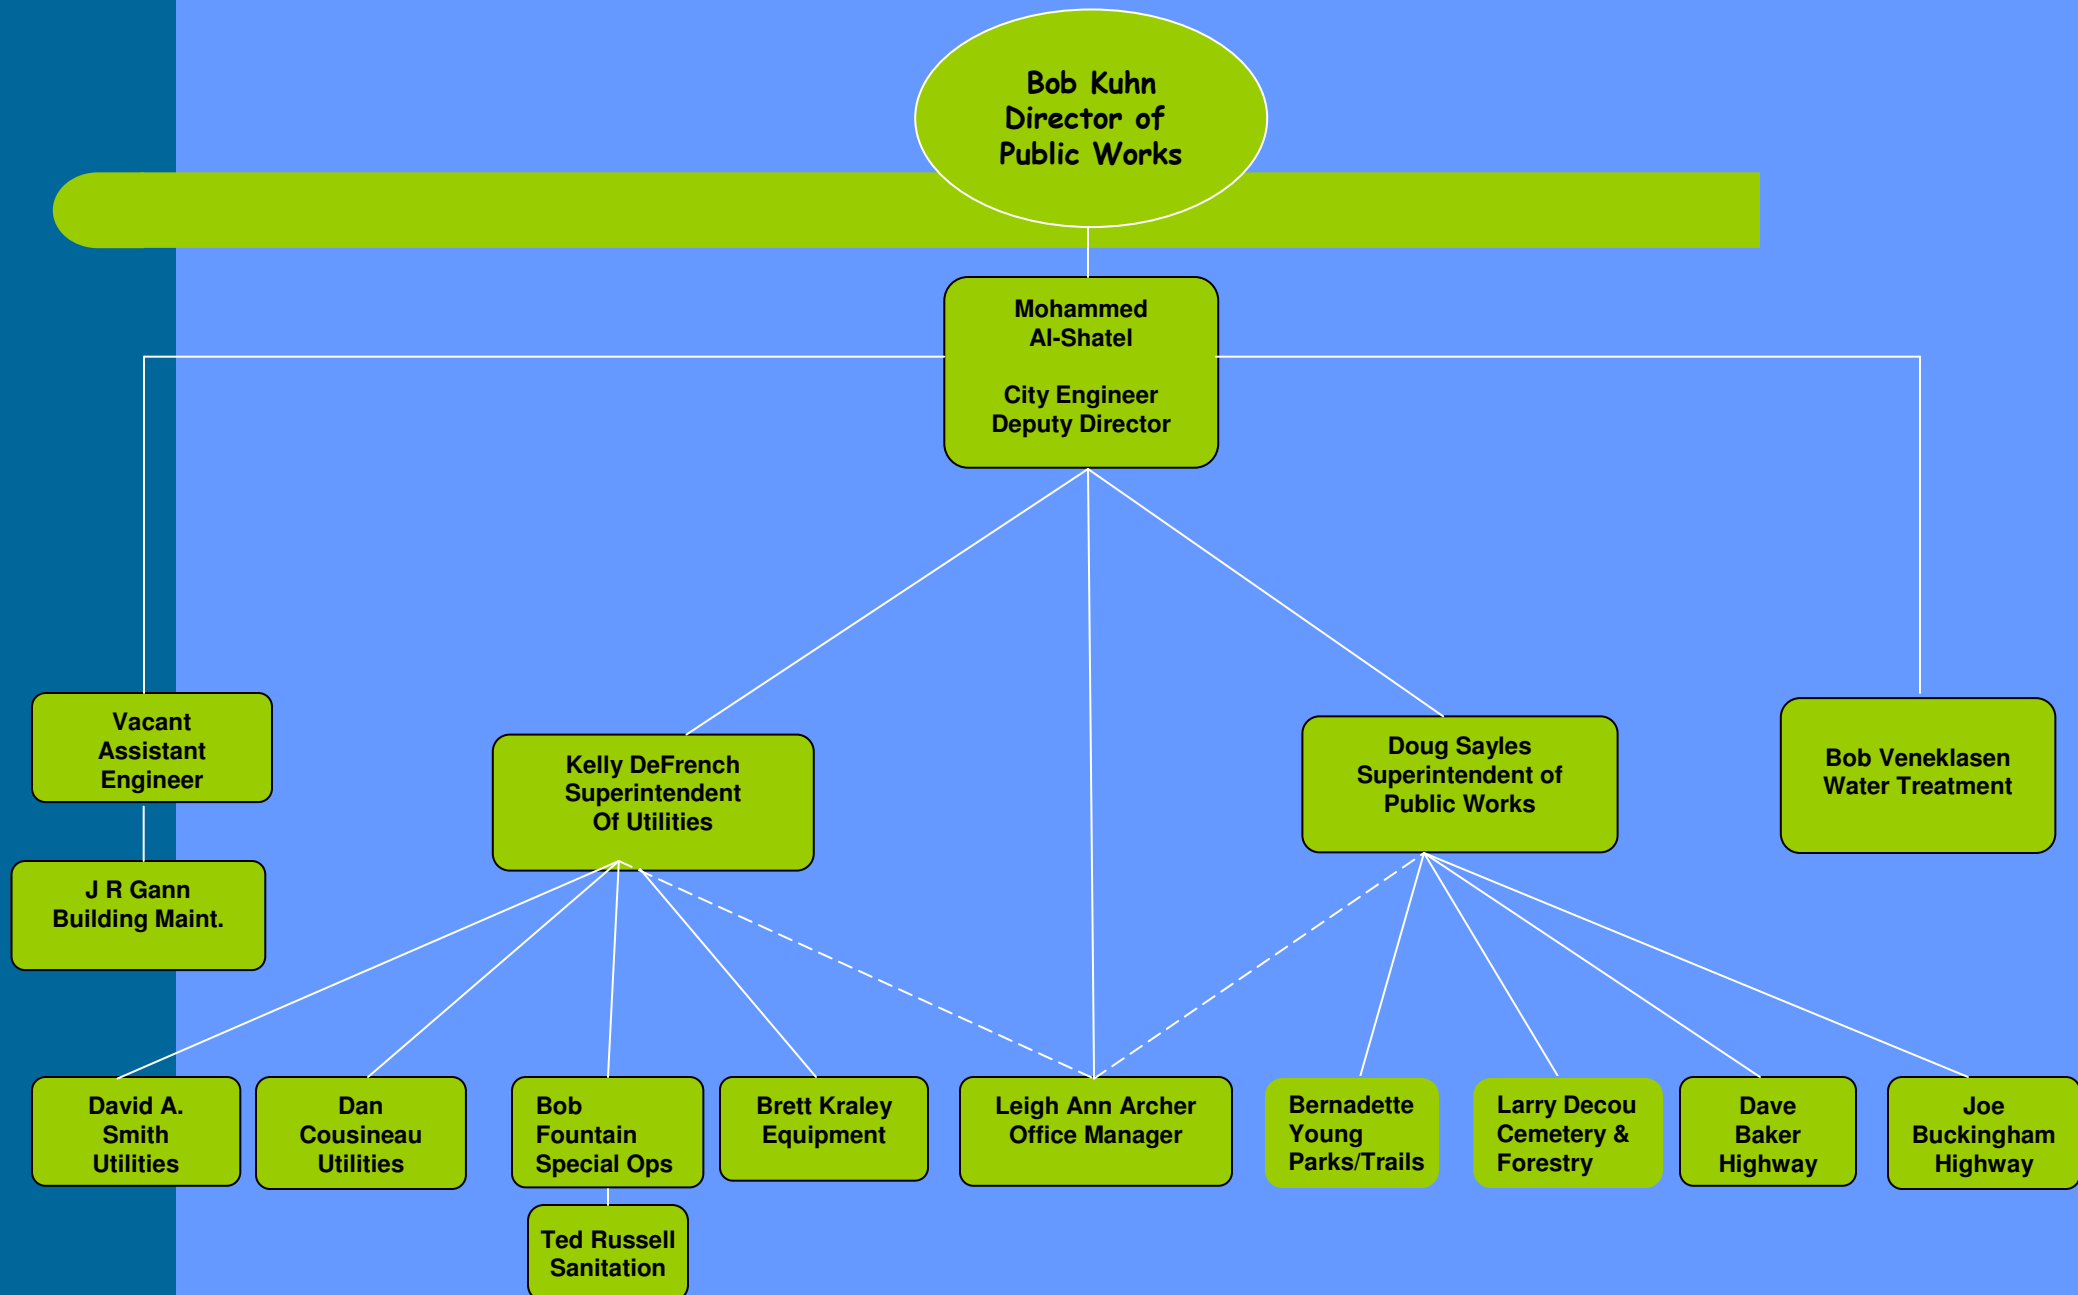 Bob Kuhn
Director of
Public Works
Mohammed
Al-Shatel
City Engineer
Deputy Director
Vacant
Assistant
Engineer
Kelly DeFrench
Superintendent
Of Utilities
Doug Sayles
Superintendent of
Public Works
Bob Veneklasen
Water Treatment
J R Gann
Building Maint.
David A.
Smith
Utilities
Dan
Cousineau
Utilities
Bob
Fountain
Special Ops
Brett Kraley
Equipment
Leigh Ann Archer
Office Manager
Bernadette
Young
Parks/Trails
Larry Decou
Cemetery &
Forestry
Dave
Baker
Highway
Joe
Buckingham
Highway
Ted Russell
Sanitation